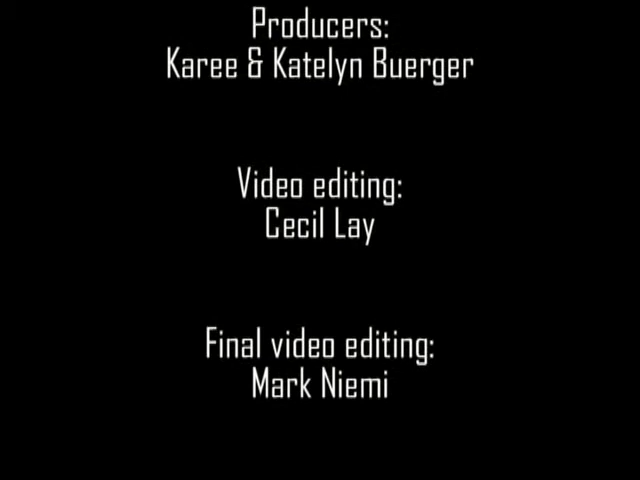 Producers:
Karee & Katelyn Buerger
Video editing:
Cecil Lay
Final video editing:
Mark Niemi